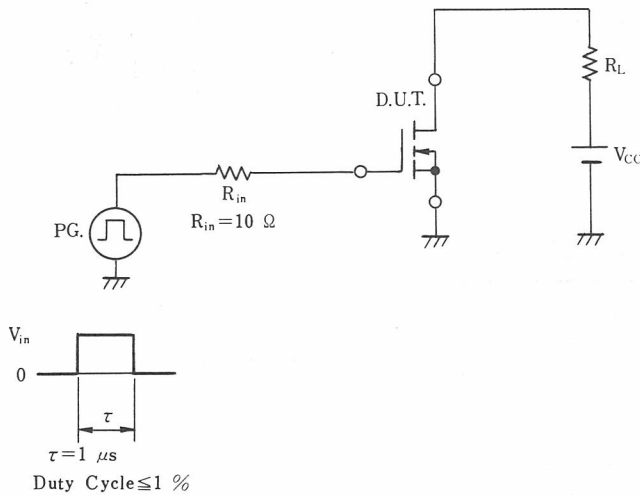 D.U.T.
R_L
V_CC
R_in
R_in=10 Ω
PG.
V_in
0
τ
τ=1 μs
Duty Cycle≦1 %